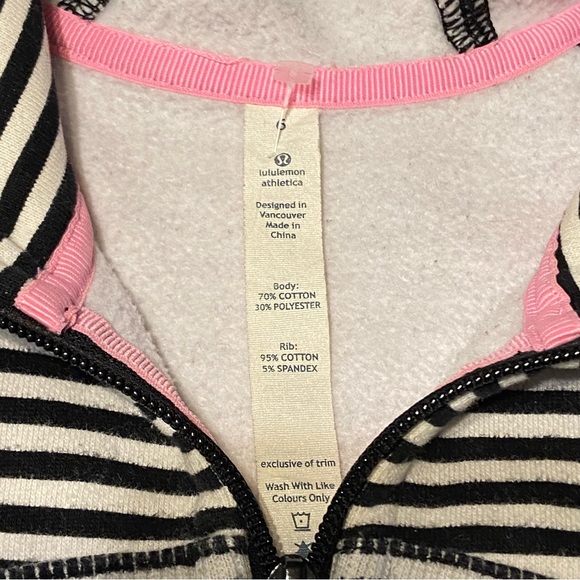 6
lululemon
athletica
Designed in
Vancouver
Made in
China
Body:
70% COTTON
30% POLYESTER
Rib:
95% COTTON
5% SPANDEX
exclusive of trim
Wash With Like
Colours Only